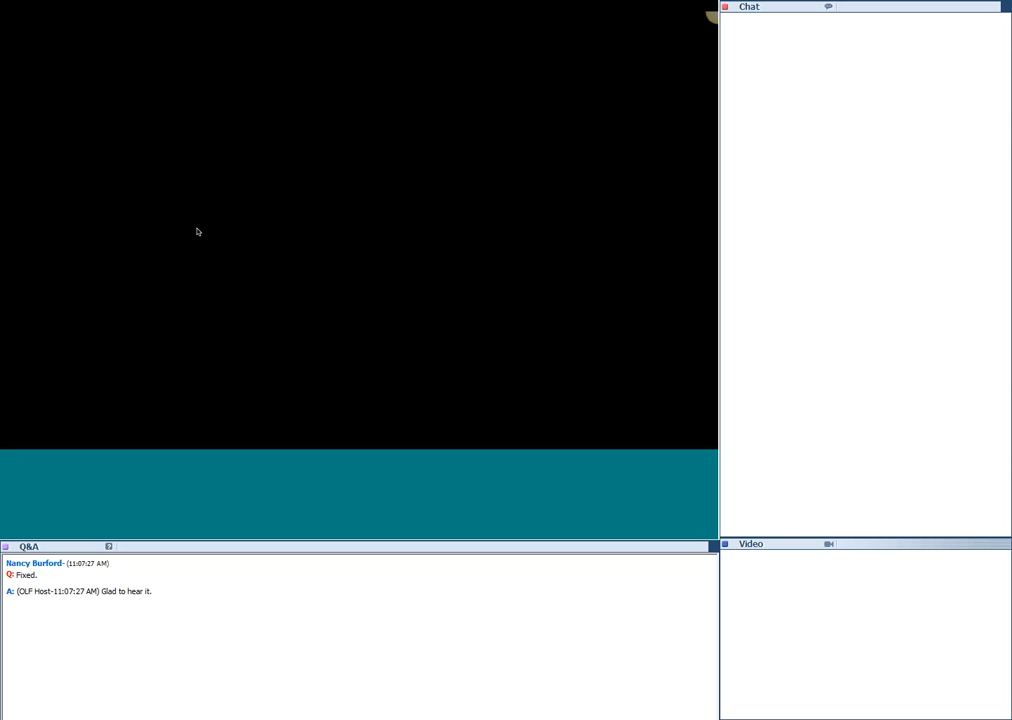 Chat
Q&A
Nancy Burford- (11:07:27 AM)
Q: Fixed.
A: (OLF Host-11:07:27 AM) Glad to hear it.
Video